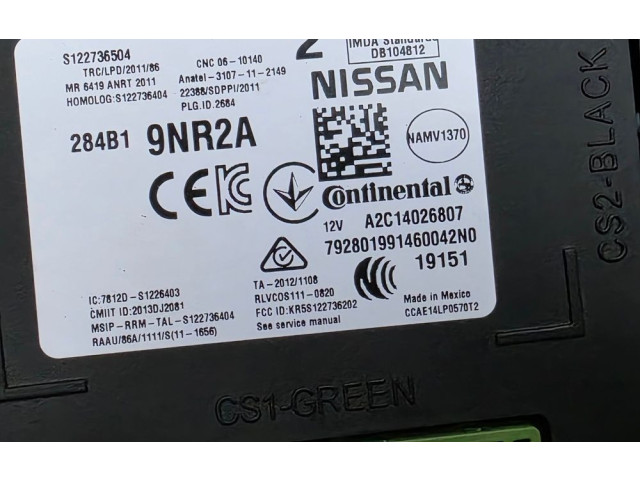 S122736504
TRC/LPD/2011/86
MR 6419 ANRT 2011
HOMOLOG:S122736404
CNC 06-10140
Anatel-3107-11-2149
22388/SDPPI/2011
PLG.ID.2684
2
IMDA Standards
DB104812
NISSAN
284B1 9NR2A
NAMV1370
CE
Continental
12V A2C14026807
792801991460042N0
19151
TA-2012/1108
RLVCOS111-0820
FCC ID:KR5S122736202
See service manual
IC:7812D-S1226403
CMIIT ID:2013DJ2081
MSIP-RRM-TAL-S122736404
RAAU/86A/1111/S(11-1656)
Made in Mexico
CCAE14LP0570T2
CS2-BLACK
CS1-GREEN